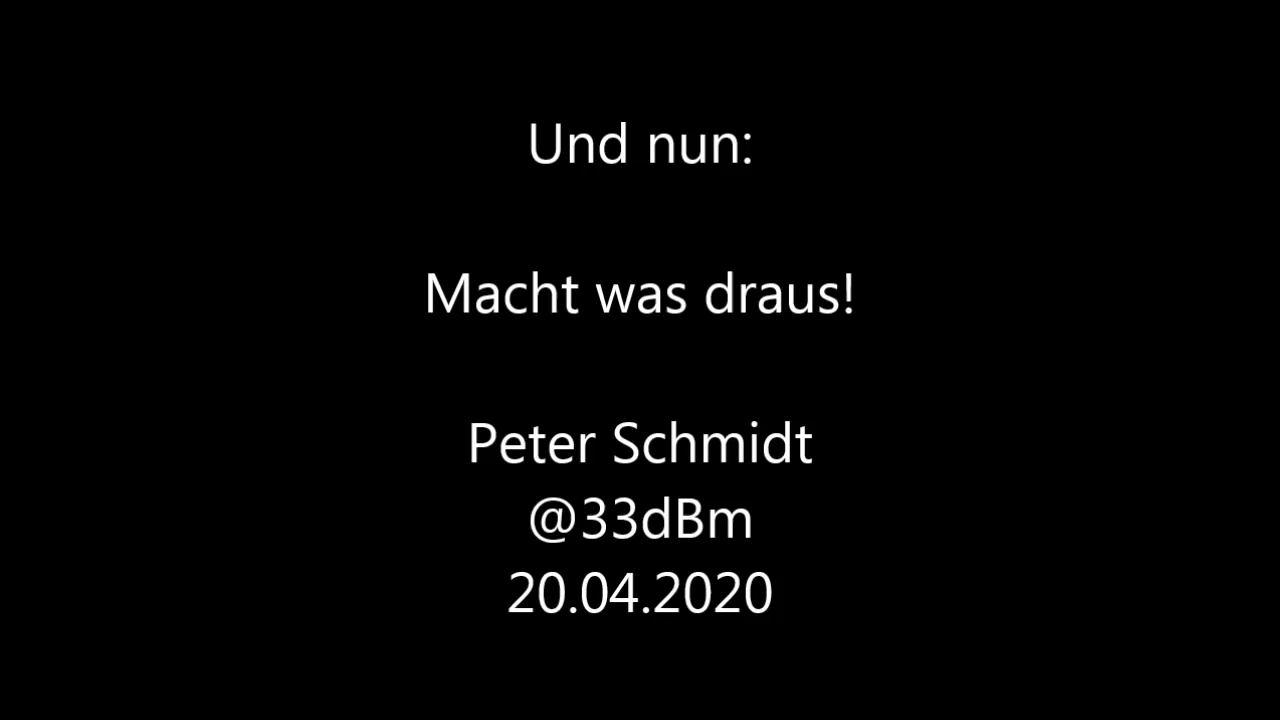 Und nun:
Macht was draus!
Peter Schmidt
@33dBm
20.04.2020